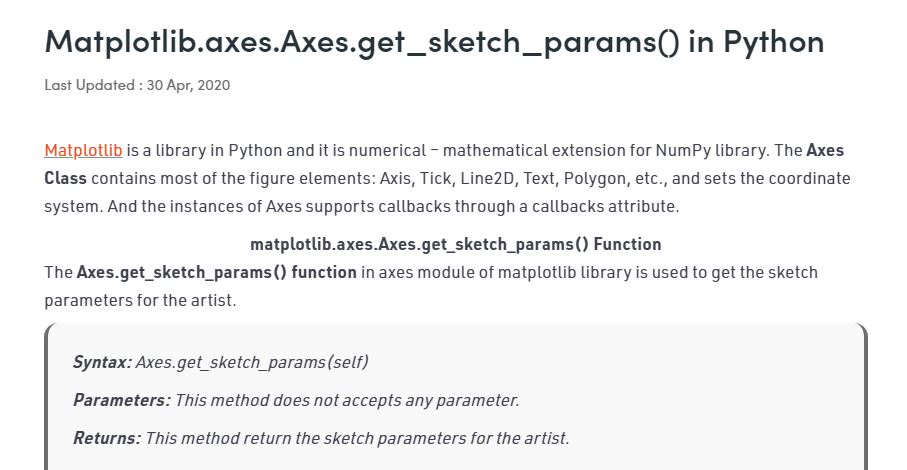 Matplotlib.axes.Axes.get_sketch_params() in Python
Last Updated : 30 Apr, 2020
Matplotlib is a library in Python and it is numerical – mathematical extension for NumPy library. The Axes
Class contains most of the figure elements: Axis, Tick, Line2D, Text, Polygon, etc., and sets the coordinate
system. And the instances of Axes supports callbacks through a callbacks attribute.
matplotlib.axes.Axes.get_sketch_params() Function
The Axes.get_sketch_params() function in axes module of matplotlib library is used to get the sketch
parameters for the artist.
Syntax: Axes.get_sketch_params(self)
Parameters: This method does not accepts any parameter.
Returns: This method return the sketch parameters for the artist.